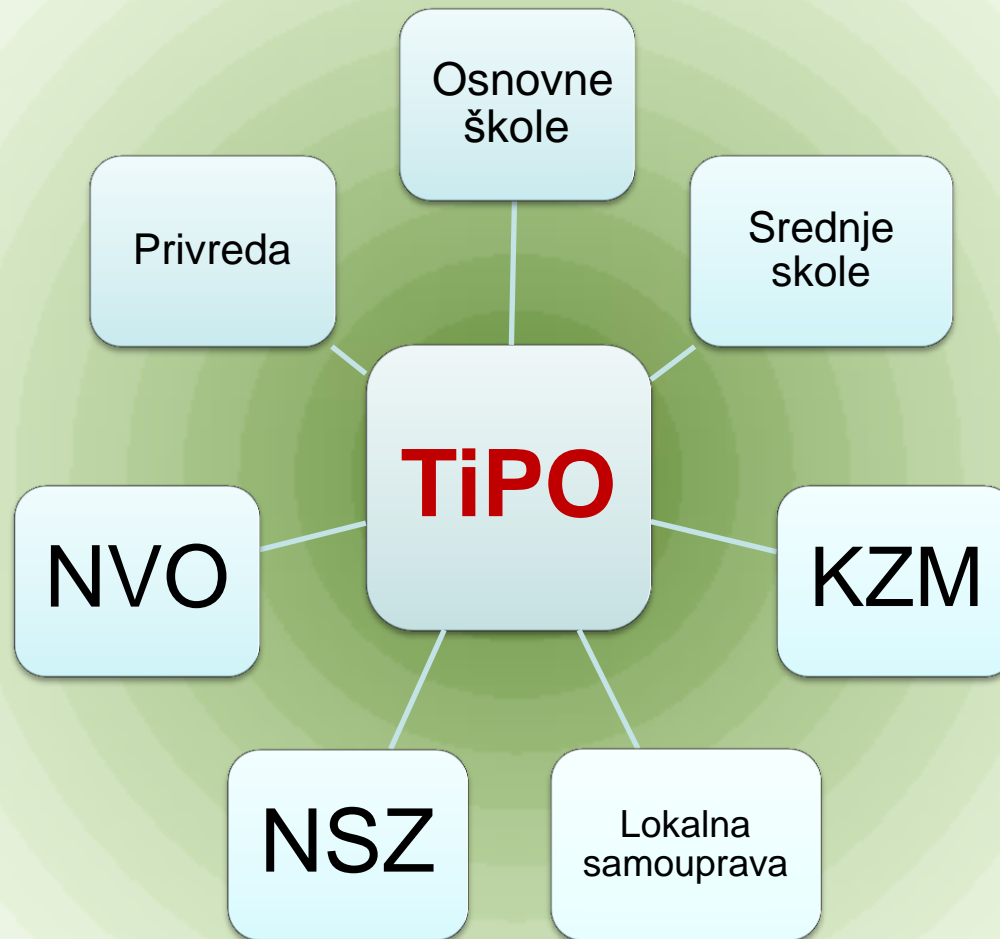 Osnovne
škole
Privreda
Srednje
skole
TiPO
NVO
KZM
NSZ
Lokalna
samouprava